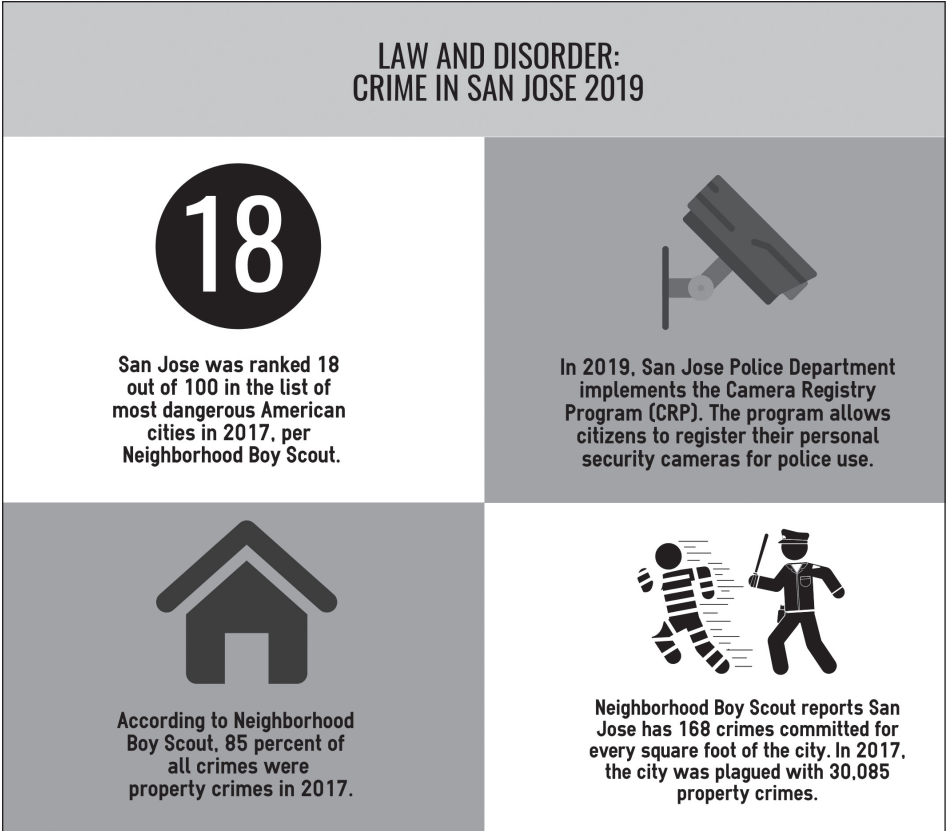 LAW AND DISORDER:
CRIME IN SAN JOSE 2019
18
San Jose was ranked 18
out of 100 in the list of
most dangerous American
cities in 2017, per
Neighborhood Boy Scout.
In 2019, San Jose Police Department
implements the Camera Registry
Program (CRP). The program allows
citizens to register their personal
security cameras for police use.
According to Neighborhood
Boy Scout, 85 percent of
all crimes were
property crimes in 2017.
Neighborhood Boy Scout reports San
Jose has 168 crimes committed for
every square foot of the city. In 2017,
the city was plagued with 30,085
property crimes.